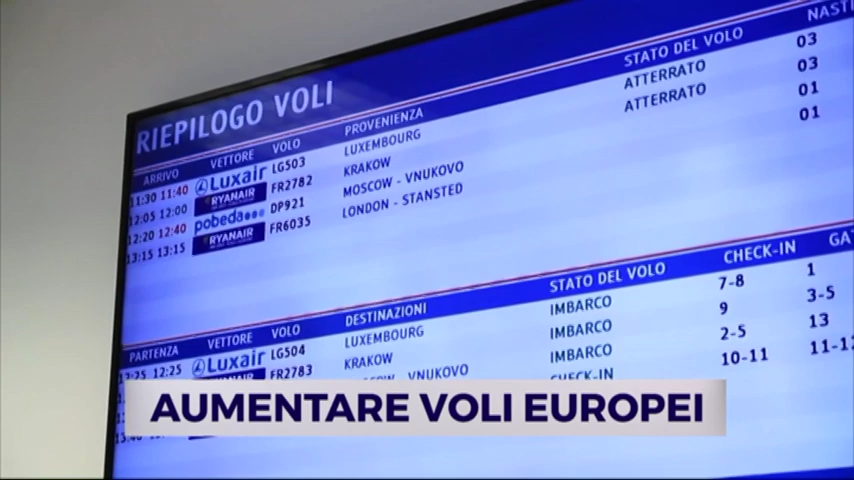 RIEPILOGO VOLI
ARRIVO VETTORE VOLO PROVENIENZA STATO DEL VOLO
11:30 11:40 Luxair LG503 LUXEMBOURG ATTERRATO 03
12:05 12:00 RYANAIR FR2782 KRAKOW ATTERRATO 03
12:20 12:40 pobeda DP921 MOSCOW - VNUKOVO 01
13:15 13:15 RYANAIR FR6035 LONDON - STANSTED 01
PARTENZA VETTORE VOLO DESTINAZIONI STATO DEL VOLO CHECK-IN
12:25 12:25 Luxair LG504 LUXEMBOURG IMBARCO 7-8 1
FR2783 KRAKOW IMBARCO 9 3-5
VNUKOVO IMBARCO 2-5 13
CHECK-IN 10-11
AUMENTARE VOLI EUROPEI